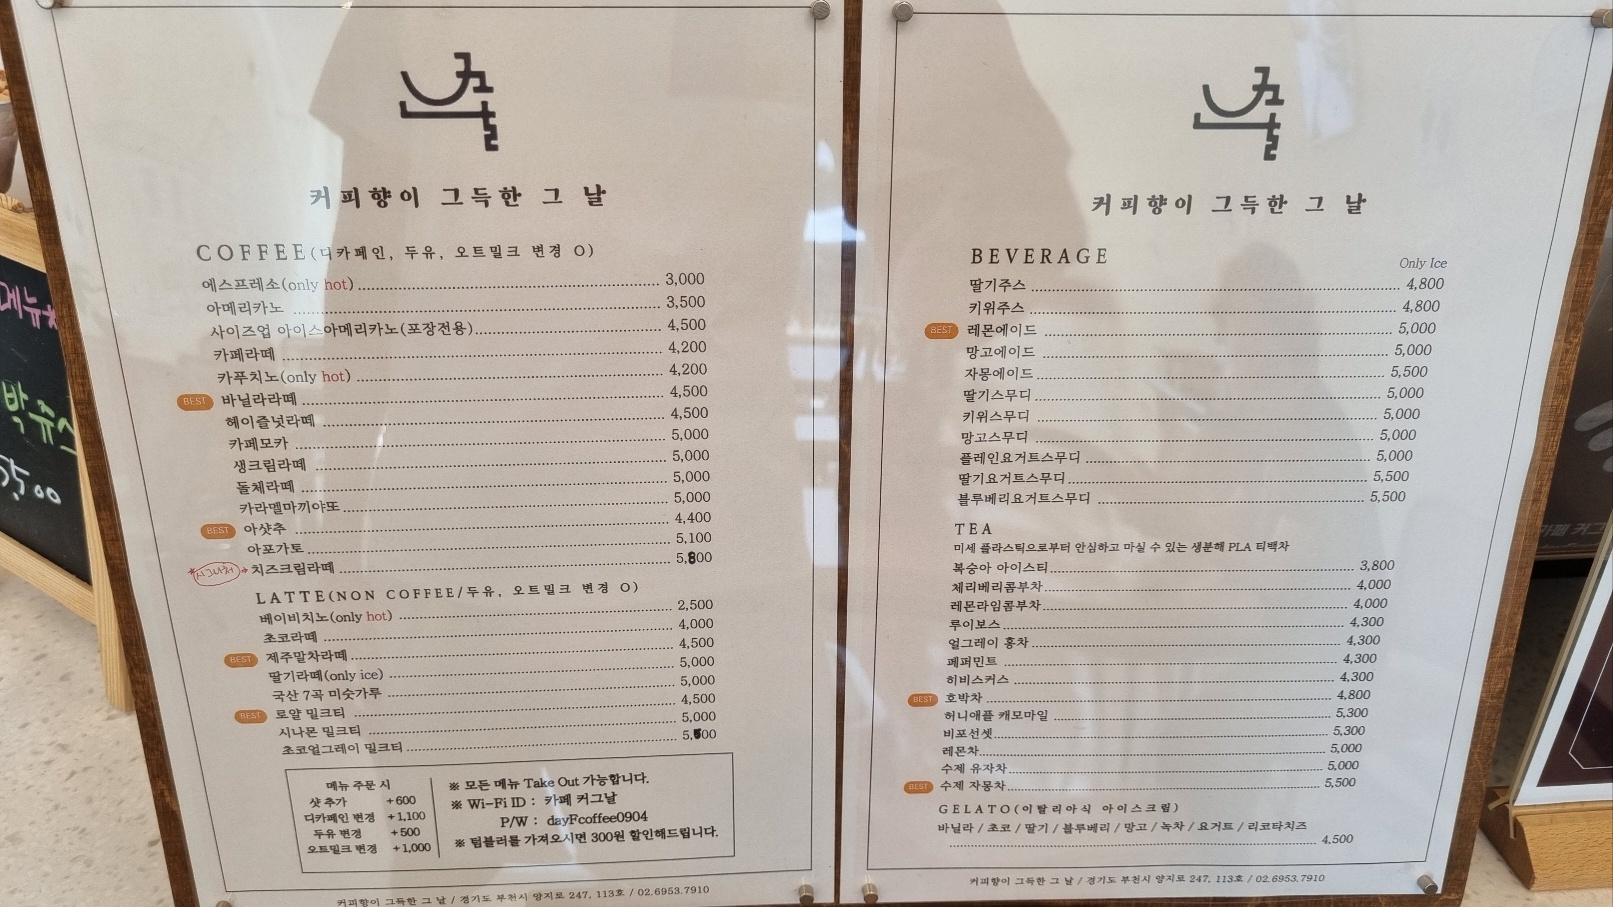 커피향이 그득한 그 날
COFFEE(디카페인, 두유, 오트밀크 변경 O)
에스프레소(only hot) 3,000
아메리카노 3,500
사이즈업 아이스아메리카노(포장전용) 4,500
카페라떼 4,200
카푸치노(only hot) 4,200
BEST 바닐라라떼 4,500
헤이즐넛라떼 4,500
카페모카 5,000
생크림라떼 5,000
돌체라떼 5,000
카라멜마끼야또 5,000
BEST 아샷추 4,400
아포가토 5,100
치즈크림라떼 5,800
LATTE(NON COFFEE/두유, 오트밀크 변경 O)
베이비치노(only hot) 2,500
초코라떼 4,000
BEST 제주말차라떼 4,500
딸기라떼(only ice) 5,000
국산 7곡 미숫가루 5,000
BEST 로얄 밀크티 4,500
시나몬 밀크티 5,000
초코얼그레이 밀크티
메뉴 주문 시
샷 추가 +600
디카페인 변경 +1,100
두유 변경 +500
오트밀크 변경 +1,000
※ 모든 메뉴 Take Out 가능합니다.
※ Wi-Fi ID : 카페 커그날
P/W : dayFcoffee0904
※ 텀블러를 가져오시면 300원 할인해드립니다.
커피향이 그득한 그 날 / 경기도 부천시 양지로 247, 113호 / 02.6953.7910
커피향이 그득한 그 날
BEVERAGE Only Ice
딸기주스 4,800
키위주스 4,800
BEST 레몬에이드 5,000
망고에이드 5,000
자몽에이드 5,500
딸기스무디 5,000
키위스무디 5,000
망고스무디 5,000
플레인요거트스무디 5,000
딸기요거트스무디 5,500
블루베리요거트스무디 5,500
TEA
미세 플라스틱으로부터 안심하고 마실 수 있는 생분해 PLA 티백차
복숭아 아이스티 3,800
체리베리콤부차 4,000
레몬라임콤부차 4,000
루이보스 4,300
얼그레이 홍차 4,300
페퍼민트 4,300
히비스커스 4,300
BEST 호박차 4,800
허니애플 캐모마일 5,300
비포선셋 5,300
레몬차 5,000
수제 유자차 5,000
BEST 수제 자몽차 5,500
GELATO(이탈리아식 아이스크림)
바닐라 / 초코 / 딸기 / 블루베리 / 망고 / 녹차 / 요거트 / 리코타치즈
4,500
커피향이 그득한 그 날 / 경기도 부천시 양지로 247, 113호 / 02.6953.7910